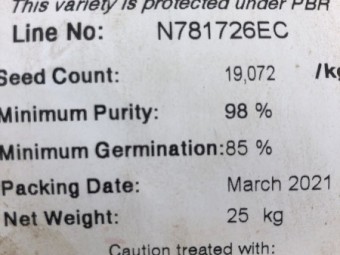 This variety is protected under PBR
Line No: N781726EC
Seed Count: 19,072 /kg
Minimum Purity: 98 %
Minimum Germination:85 %
Packing Date: March 2021
Net Weight: 25 kg
Caution treated with: